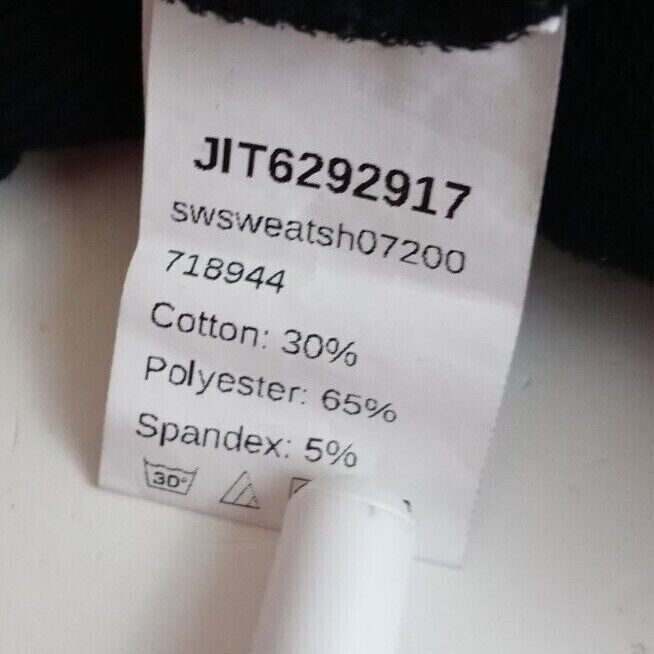 JIT6292917
swsweatsh07200
718944
Cotton: 30%
Polyester: 65%
Spandex: 5%
30°